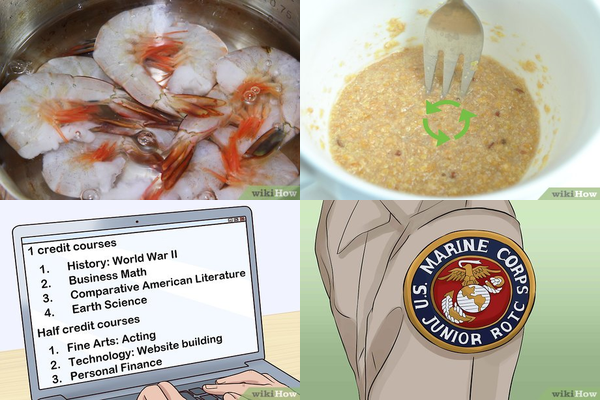 wikiHow
wikiHow
1 credit courses
1. History: World War II
2. Business Math
3. Comparative American Literature
4. Earth Science
Half credit courses
1. Fine Arts: Acting
2. Technology: Website building
3. Personal Finance
wikiHow
U.S. MARINE CORPS
JUNIOR ROTC
wikiHow